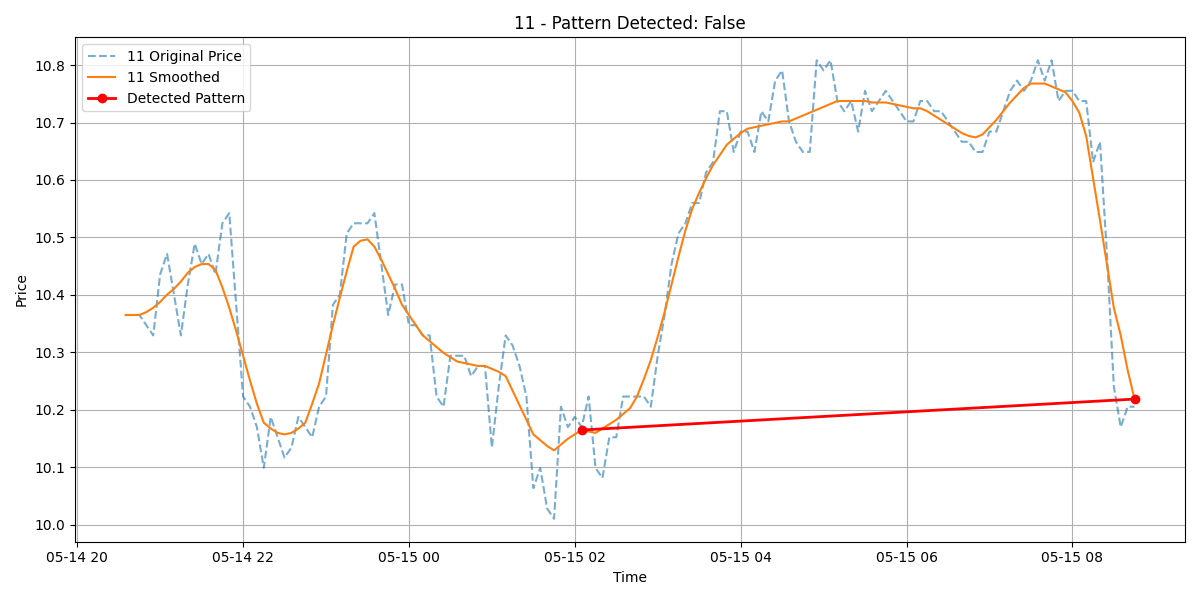 11 - Pattern Detected: False
11 Original Price
11 Smoothed
Detected Pattern
Price
10.8
10.7
10.6
10.5
10.4
10.3
10.2
10.1
10.0
05-14 20
05-14 22
05-15 00
05-15 02
05-15 04
05-15 06
05-15 08
Time